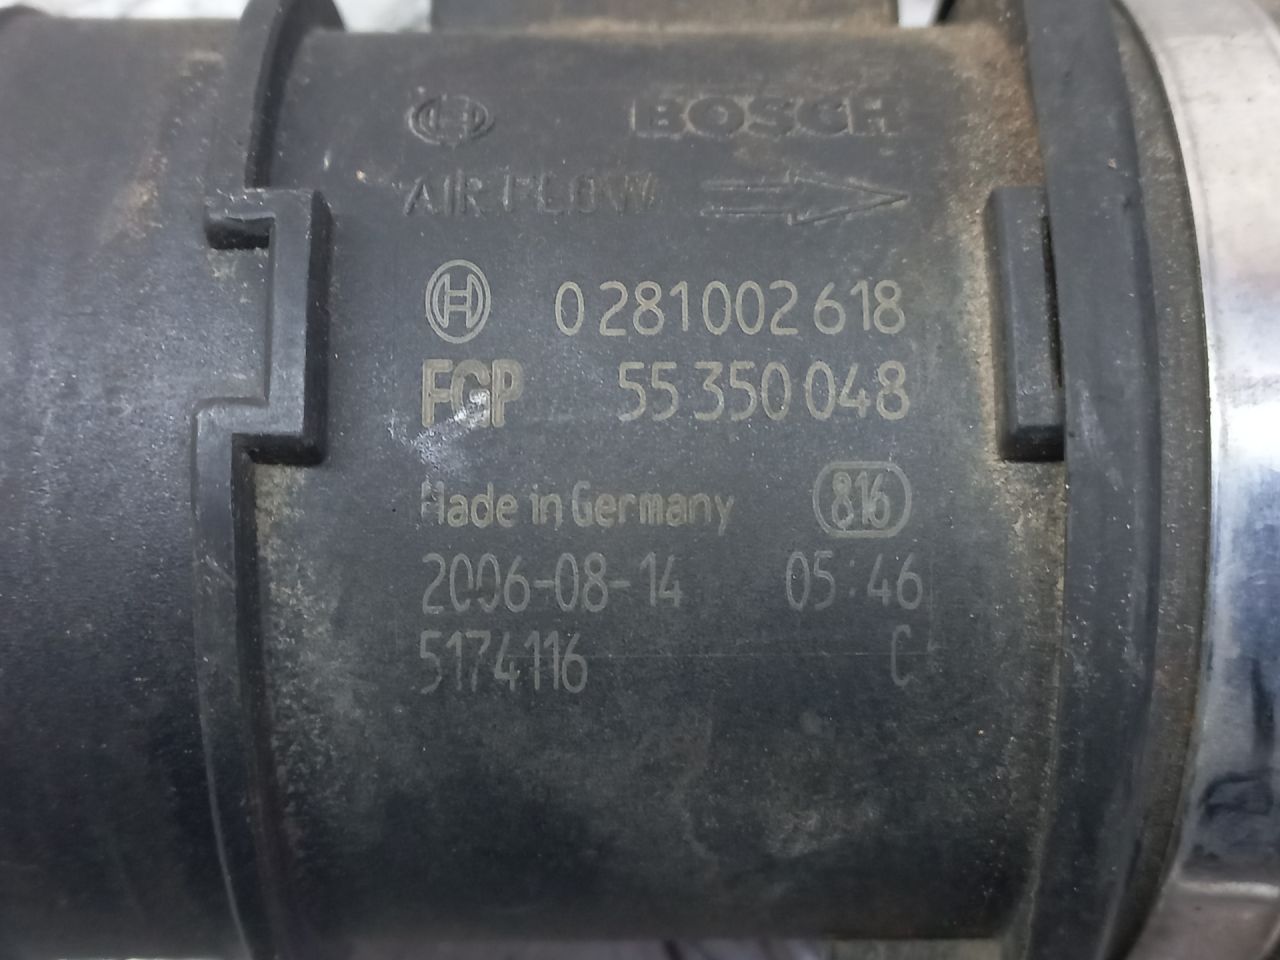 BOSCH
AIR FLOW
0 281 002 618
FGP 55 350 048
Made in Germany 816
2006-08-14 05:46
5174116 C